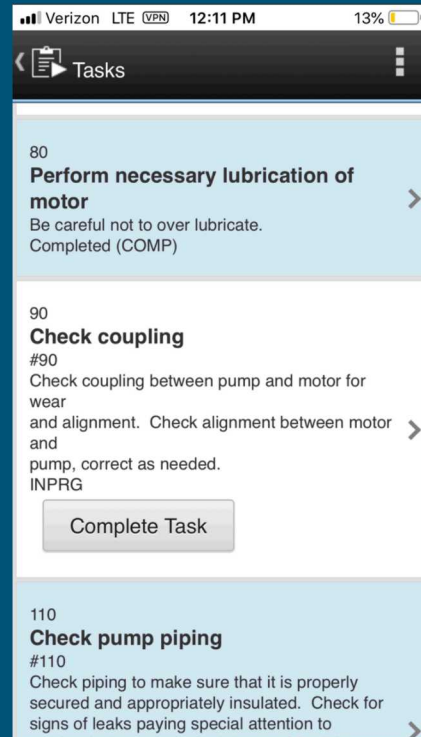 Verizon LTE VPN 12:11 PM 13%
Tasks
80
Perform necessary lubrication of
motor
Be careful not to over lubricate.
Completed (COMP)
90
Check coupling
#90
Check coupling between pump and motor for
wear
and alignment. Check alignment between motor
and
pump, correct as needed.
INPRG
Complete Task
110
Check pump piping
#110
Check piping to make sure that it is properly
secured and appropriately insulated. Check for
signs of leaks paying special attention to